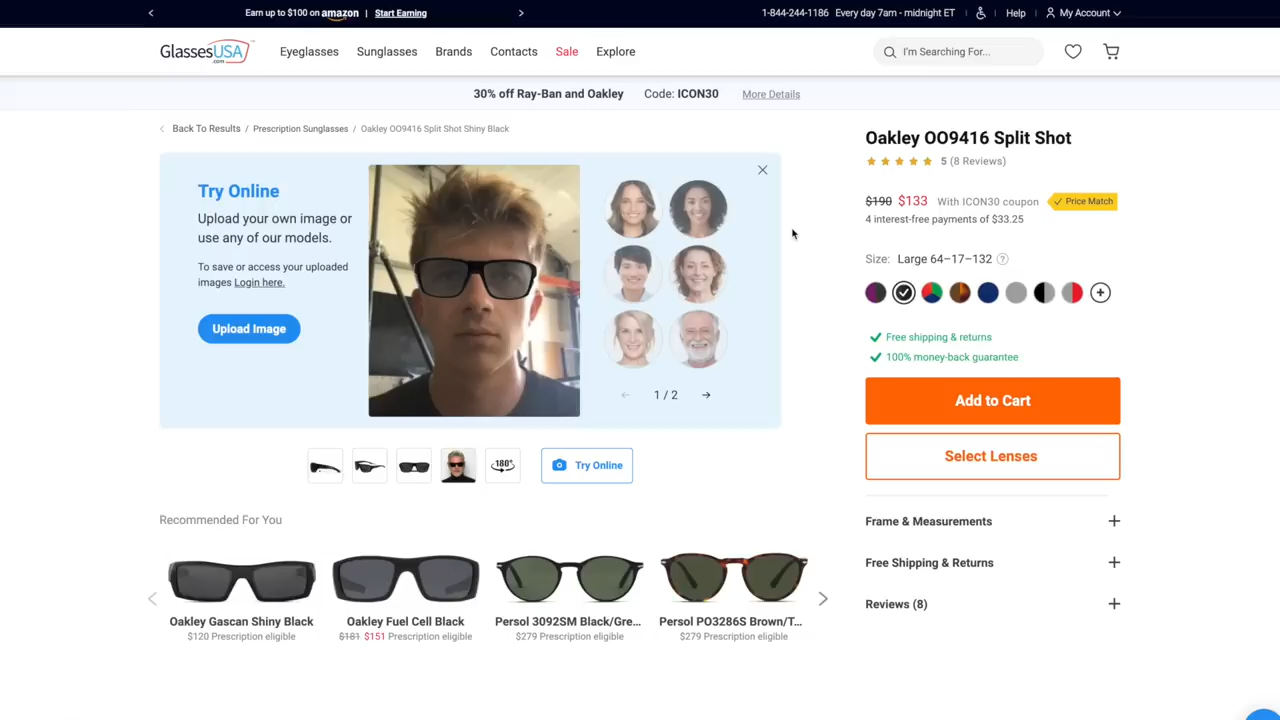 Earn up to $100 on amazon | Start Earning
1-844-244-1186 Every day 7am - midnight ET Help My Account
GlassesUSA.com Eyeglasses Sunglasses Brands Contacts Sale Explore I'm Searching For...
30% off Ray-Ban and Oakley Code: ICON30 More Details
Back To Results / Prescription Sunglasses / Oakley OO9416 Split Shot Shiny Black
Try Online
Upload your own image or
use any of our models.
To save or access your uploaded
images Login here.
Upload Image
1 / 2
180°
Try Online
Oakley OO9416 Split Shot
5 (8 Reviews)
$190 $133 With ICON30 coupon Price Match
4 interest-free payments of $33.25
Size: Large 64-17-132 ?
Free shipping & returns
100% money-back guarantee
Add to Cart
Select Lenses
Frame & Measurements
Free Shipping & Returns
Reviews (8)
Recommended For You
Oakley Gascan Shiny Black
$120 Prescription eligible
Oakley Fuel Cell Black
$181 $151 Prescription eligible
Persol 3092SM Black/Gre...
$279 Prescription eligible
Persol PO3286S Brown/T...
$279 Prescription eligible